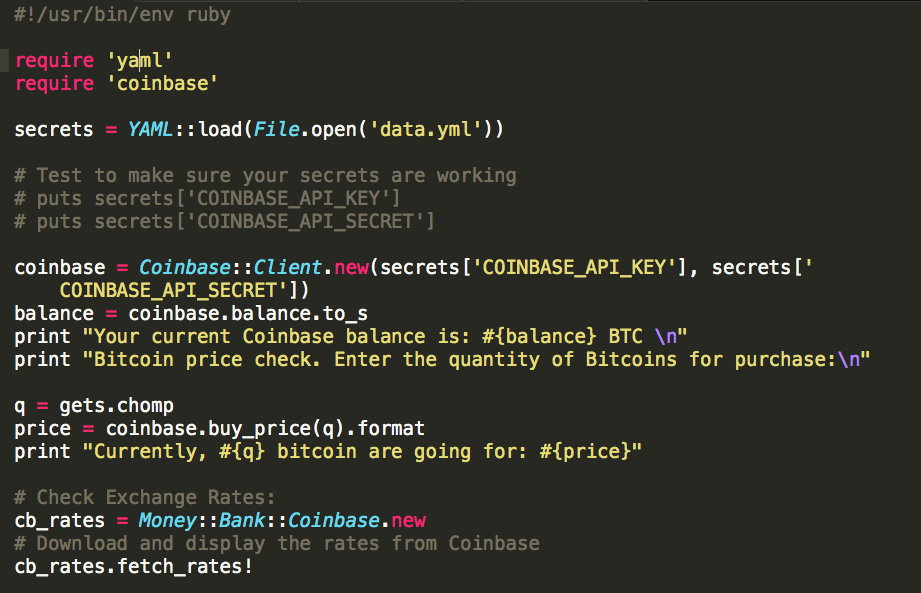 #!/usr/bin/env ruby
require 'yaml'
require 'coinbase'
secrets = YAML::load(File.open('data.yml'))
# Test to make sure your secrets are working
# puts secrets['COINBASE_API_KEY']
# puts secrets['COINBASE_API_SECRET']
coinbase = Coinbase::Client.new(secrets['COINBASE_API_KEY'], secrets['
COINBASE_API_SECRET'])
balance = coinbase.balance.to_s
print "Your current Coinbase balance is: #{balance} BTC \n"
print "Bitcoin price check. Enter the quantity of Bitcoins for purchase:\n"
q = gets.chomp
price = coinbase.buy_price(q).format
print "Currently, #{q} bitcoin are going for: #{price}"
# Check Exchange Rates:
cb_rates = Money::Bank::Coinbase.new
# Download and display the rates from Coinbase
cb_rates.fetch_rates!